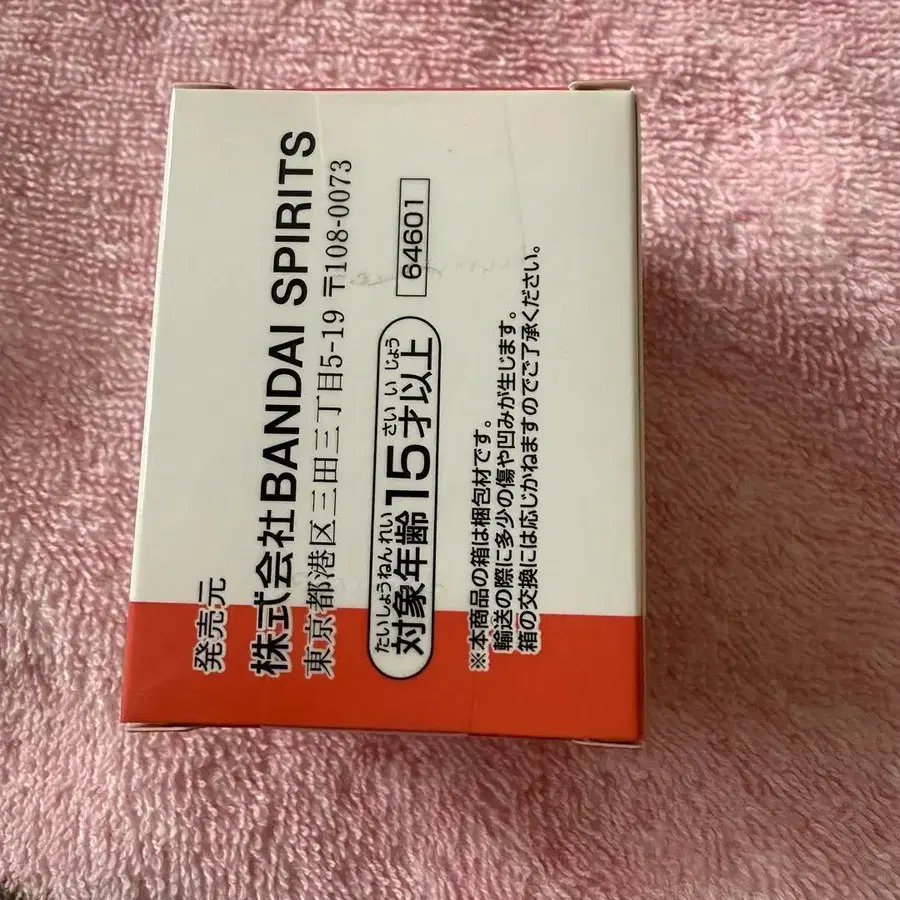 発売元
株式会社BANDAI SPIRITS
東京都港区三田三丁目5-19 〒108-0073
たいしょうねんれい さい い じょう
対象年齢15才以上
64601
※本商品の箱は梱包材です。
輸送の際に多少の傷や凹みが生じます。
箱の交換には応じかねますのでご了承ください。